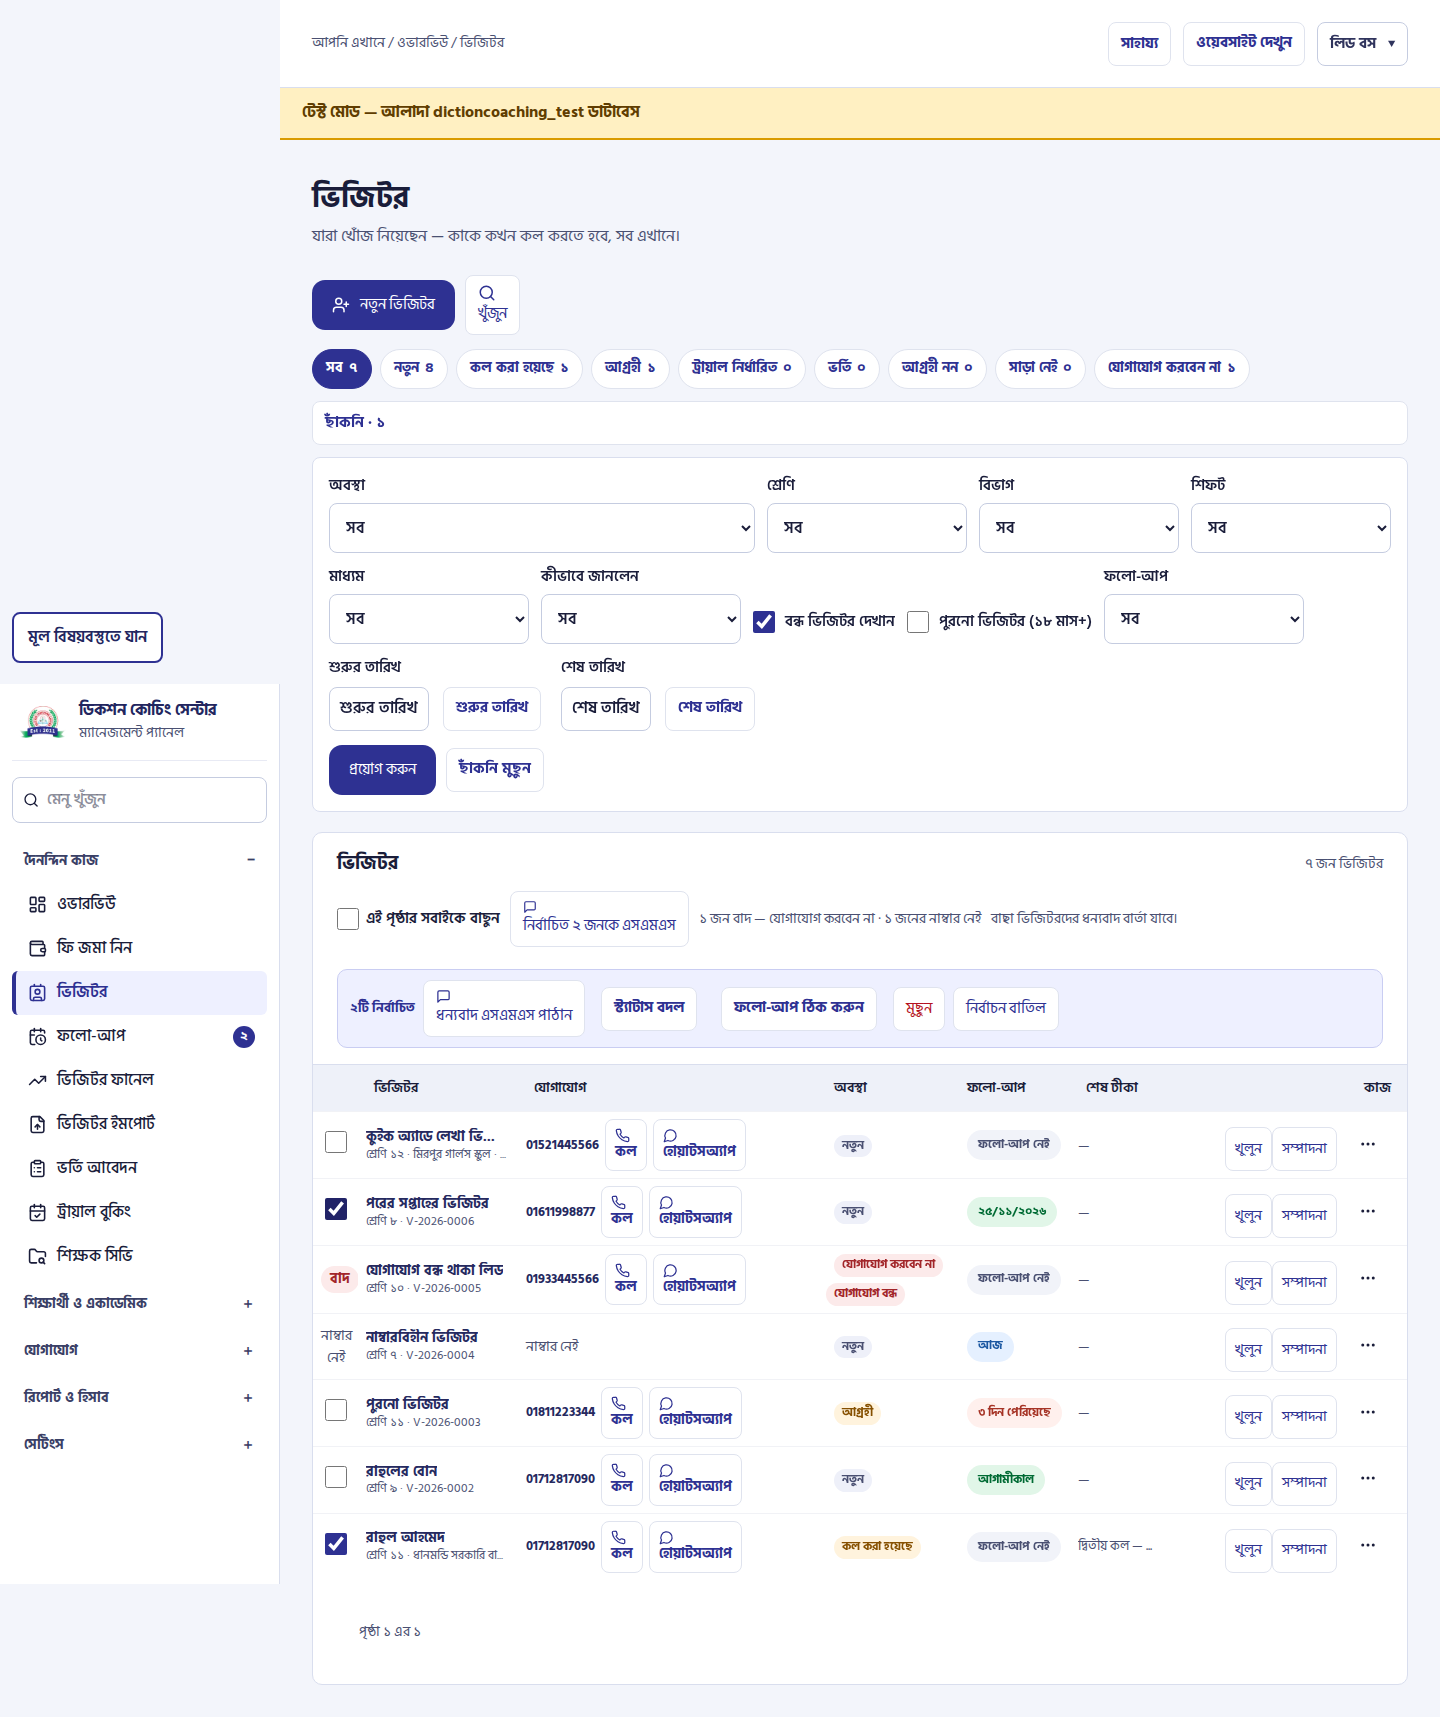 আপনি এখানে / ওভারভিউ / ভিজিটর
সাহায্য
ওয়েবসাইট দেখুন
লিড বস
টেস্ট মোড — আলাদা dictioncoaching_test ডাটাবেস
ভিজিটর
যারা খোঁজ নিয়েছেন — কাকে কখন কল করতে হবে, সব এখানে।
নতুন ভিজিটর
খুঁজুন
সব ৭
নতুন ৪
কল করা হয়েছে ১
আগ্রহী ১
ট্রায়াল নির্ধারিত ০
ভর্তি ০
আগ্রহী নন ০
সাড়া নেই ০
যোগাযোগ করবেন না ১
ছাঁকনি · ১
অবস্থা শ্রেণি বিভাগ শিফট
সব সব সব সব
মাধ্যম কীভাবে জানলেন ফলো-আপ
সব সব বন্ধ ভিজিটর দেখান পুরনো ভিজিটর (১৮ মাস+) সব
শুরুর তারিখ শেষ তারিখ
শুরুর তারিখ শুরুর তারিখ শেষ তারিখ শেষ তারিখ
প্রয়োগ করুন ছাঁকনি মুছুন
মূল বিষয়বস্তুতে যান
ডিকশন কোচিং সেন্টার
ম্যানেজমেন্ট প্যানেল
Est : 2011
মেনু খুঁজুন
দৈনন্দিন কাজ −
ওভারভিউ
ফি জমা নিন
ভিজিটর
ফলো-আপ ২
ভিজিটর ফানেল
ভিজিটর ইমপোর্ট
ভর্তি আবেদন
ট্রায়াল বুকিং
শিক্ষক সিভি
শিক্ষার্থী ও একাডেমিক +
যোগাযোগ +
রিপোর্ট ও হিসাব +
সেটিংস +
ভিজিটর ৭ জন ভিজিটর
এই পৃষ্ঠার সবাইকে বাছুন নির্বাচিত ২ জনকে এসএমএস ১ জন বাদ — যোগাযোগ করবেন না · ১ জনের নাম্বার নেই বাছা ভিজিটরদের ধন্যবাদ বার্তা যাবে।
২টি নির্বাচিত ধন্যবাদ এসএমএস পাঠান স্ট্যাটাস বদল ফলো-আপ ঠিক করুন মুছুন নির্বাচন বাতিল
ভিজিটর যোগাযোগ অবস্থা ফলো-আপ শেষ টীকা কাজ
কুইক অ্যাডে লেখা ভি...
শ্রেণি ১২ · মিরপুর গার্লস স্কুল · ...
01521445566 কল হোয়াটসঅ্যাপ নতুন ফলো-আপ নেই — খুলুন সম্পাদনা ···
পরের সপ্তাহের ভিজিটর
শ্রেণি ৮ · V-2026-0006
01611998877 কল হোয়াটসঅ্যাপ নতুন ২৫/১১/২০২৬ — খুলুন সম্পাদনা ···
বাদ যোগাযোগ বন্ধ থাকা লিড
শ্রেণি ১০ · V-2026-0005
01933445566 কল হোয়াটসঅ্যাপ যোগাযোগ করবেন না
যোগাযোগ বন্ধ
ফলো-আপ নেই — খুলুন সম্পাদনা ···
নাম্বার নেই
নাম্বারবিহীন ভিজিটর
শ্রেণি ৭ · V-2026-0004
নাম্বার নেই নতুন আজ — খুলুন সম্পাদনা ···
পুরনো ভিজিটর
শ্রেণি ১১ · V-2026-0003
01811223344 কল হোয়াটসঅ্যাপ আগ্রহী ৩ দিন পেরিয়েছে — খুলুন সম্পাদনা ···
রাহুলের বোন
শ্রেণি ৯ · V-2026-0002
01712817090 কল হোয়াটসঅ্যাপ নতুন আগামীকাল — খুলুন সম্পাদনা ···
রাহুল আহমেদ
শ্রেণি ১১ · ধানমন্ডি সরকারি বা...
01712817090 কল হোয়াটসঅ্যাপ কল করা হয়েছে ফলো-আপ নেই দ্বিতীয় কল — ... খুলুন সম্পাদনা ···
পৃষ্ঠা ১ এর ১